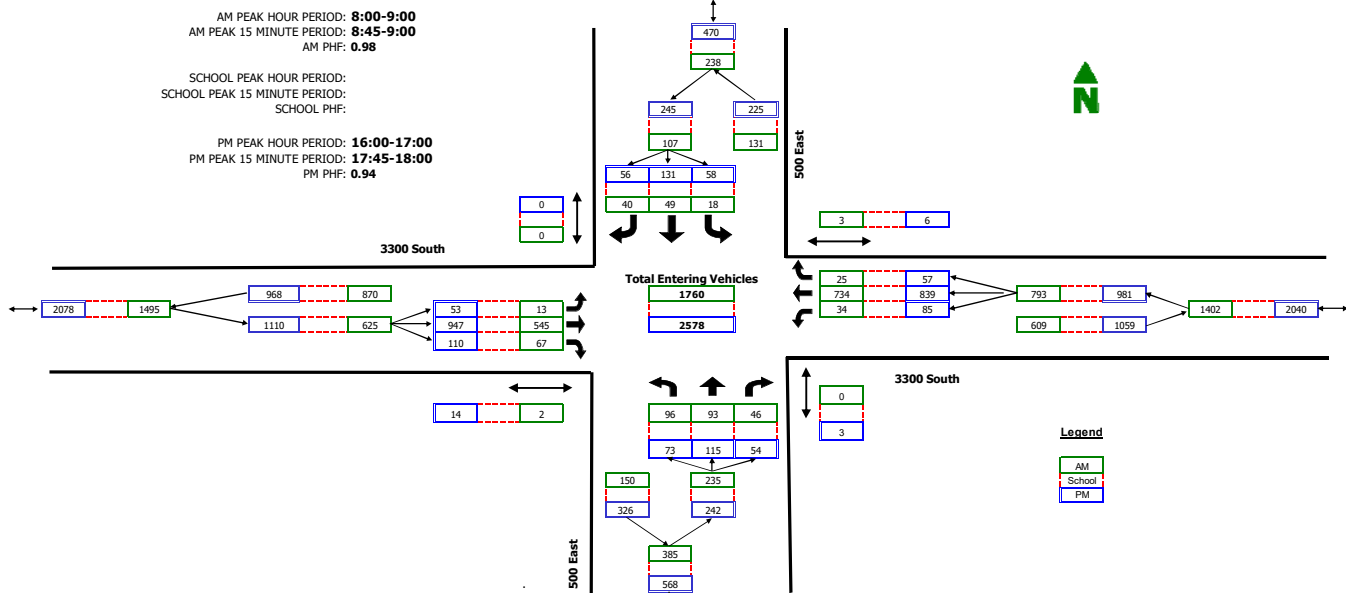 AM PEAK HOUR PERIOD: 8:00-9:00
AM PEAK 15 MINUTE PERIOD: 8:45-9:00
AM PHF: 0.98
SCHOOL PEAK HOUR PERIOD:
SCHOOL PEAK 15 MINUTE PERIOD:
SCHOOL PHF:
PM PEAK HOUR PERIOD: 16:00-17:00
PM PEAK 15 MINUTE PERIOD: 17:45-18:00
PM PHF: 0.94
470
238
245 225
107 131
56 131 58
40 49 18
500 East
N
0
0
3 6
3300 South
Total Entering Vehicles
1760
2578
968 870
2078 1495
1110 625
53 13
947 545
110 67
25 57
734 839
34 85
793 981
1402 2040
609 1059
14 2
3300 South
0
3
96 93 46
73 115 54
150 235
326 242
385
568
500 East
Legend
AM
School
PM